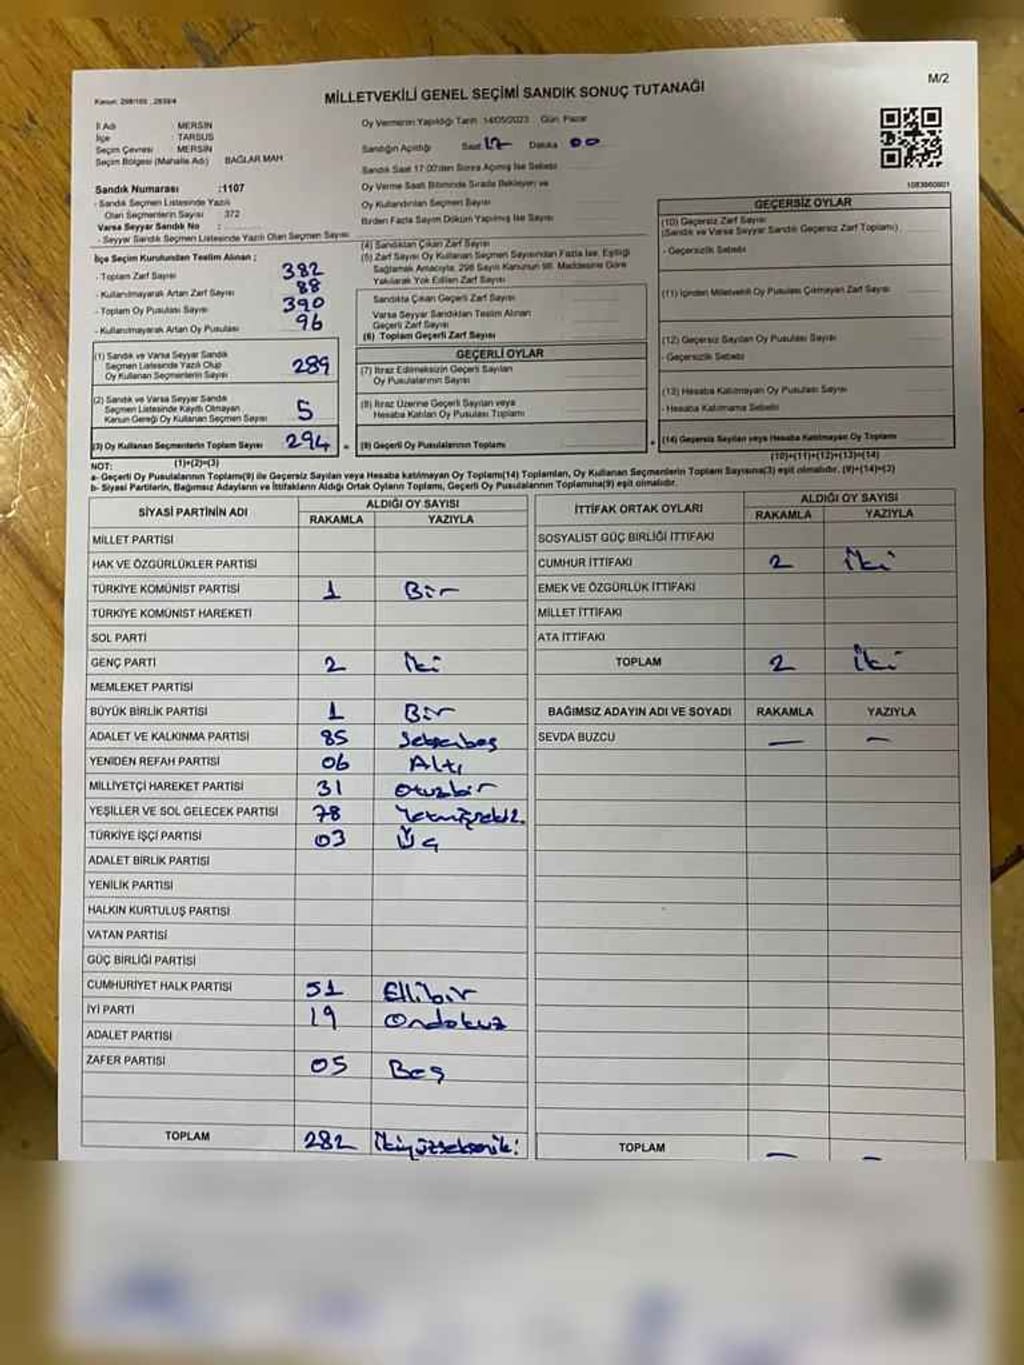 M/2
Kanun: 298/105 , 2839/4
MİLLETVEKİLİ GENEL SEÇİMİ SANDIK SONUÇ TUTANAĞI
İl Adı : MERSİN
İlçe : TARSUS
Seçim Çevresi : MERSİN
Seçim Bölgesi (Mahalle Adı) BAĞLAR MAH
Sandık Numarası :1107
- Sandık Seçmen Listesinde Yazılı
Olan Seçmenlerin Sayısı : 372
Varsa Seyyar Sandık No :
- Seyyar Sandık Seçmen Listesinde Yazılı Olan Seçmen Sayısı
Oy Vermenin Yapıldığı Tarih 14/05/2023 Gün Pazar
Sandığın Açıldığı Saat 17 Dakika 00
Sandık Saat 17:00'den Sonra Açılmış İse Sebebi
Oy Verme Saati Bitiminde Sırada Bekleyen ve
Oy Kullandırılan Seçmen Sayısı
Birden Fazla Sayım Döküm Yapılmış İse Sayısı
1083960801
İlçe Seçim Kurulundan Teslim Alınan ;
- Toplam Zarf Sayısı 382
- Kullanılmayarak Artan Zarf Sayısı 88
- Toplam Oy Pusulası Sayısı 390
- Kullanılmayarak Artan Oy Pusulası 96
(1) Sandık ve Varsa Seyyar Sandık
Seçmen Listesinde Yazılı Olup
Oy Kullanan Seçmenlerin Sayısı 289
(2) Sandık ve Varsa Seyyar Sandık
Seçmen Listesinde Kayıtlı Olmayan
Kanun Gereği Oy Kullanan Seçmen Sayısı 5
(3) Oy Kullanan Seçmenlerin Toplam Sayısı 294 =
(1)+(2)=(3)
(4) Sandıktan Çıkan Zarf Sayısı
(5) Zarf Sayısı Oy Kullanan Seçmen Sayısından Fazla İse, Eşitliği
Sağlamak Amacıyla, 298 Sayılı Kanunun 98. Maddesine Göre
Yakılarak Yok Edilen Zarf Sayısı
Sandıkta Çıkan Geçerli Zarf Sayısı
Varsa Seyyar Sandıktan Teslim Alınan
Geçerli Zarf Sayısı
(6) Toplam Geçerli Zarf Sayısı
GEÇERLİ OYLAR
(7) İtiraz Edilmeksizin Geçerli Sayılan
Oy Pusulalarının Sayısı
(8) İtiraz Üzerine Geçerli Sayılan veya
Hesaba Katılan Oy Pusulası Toplamı
(9) Geçerli Oy Pusulalarının Toplamı +
GEÇERSİZ OYLAR
(10) Geçersiz Zarf Sayısı
(Sandık ve Varsa Seyyar Sandık Geçersiz Zarf Toplamı)
- Geçersizlik Sebebi
(11) İçinden Milletvekili Oy Pusulası Çıkmayan Zarf Sayısı
(12) Geçersiz Sayılan Oy Pusulası Sayısı
- Geçersizlik Sebebi
(13) Hesaba Katılmayan Oy Pusulası Sayısı
- Hesaba Katılmama Sebebi
(14) Geçersiz Sayılan veya Hesaba Katılmayan Oy Toplamı
(10)+(11)+(12)+(13)=(14)
NOT:
a- Geçerli Oy Pusulalarının Toplamı(9) ile Geçersiz Sayılan veya Hesaba katılmayan Oy Toplamı(14) Toplamları, Oy Kullanan Seçmenlerin Toplam Sayısına(3) eşit olmalıdır. (9)+(14)=(3)
b- Siyasi Partilerin, Bağımsız Adayların ve İttifakların Aldığı Ortak Oyların Toplamı, Geçerli Oy Pusulalarının Toplamına(9) eşit olmalıdır.
SİYASİ PARTİNİN ADI ALDIĞI OY SAYISI
RAKAMLA YAZIYLA
MİLLET PARTİSİ
HAK VE ÖZGÜRLÜKLER PARTİSİ
TÜRKİYE KOMÜNİST PARTİSİ 1 Bir
TÜRKİYE KOMÜNİST HAREKETİ
SOL PARTİ
GENÇ PARTİ 2 İki
MEMLEKET PARTİSİ
BÜYÜK BİRLİK PARTİSİ 1 Bir
ADALET VE KALKINMA PARTİSİ 85 Seksenbeş
YENİDEN REFAH PARTİSİ 06 Altı
MİLLİYETÇİ HAREKET PARTİSİ 31 Otuzbir
YEŞİLLER VE SOL GELECEK PARTİSİ 78 Yetmişsekiz
TÜRKİYE İŞÇİ PARTİSİ 03 Üç
ADALET BİRLİK PARTİSİ
YENİLİK PARTİSİ
HALKIN KURTULUŞ PARTİSİ
VATAN PARTİSİ
GÜÇ BİRLİĞİ PARTİSİ
CUMHURİYET HALK PARTİSİ 51 Ellibir
İYİ PARTİ 19 Ondokuz
ADALET PARTİSİ
ZAFER PARTİSİ 05 Beş
TOPLAM 282 İkiyüzseksenik:
İTTİFAK ORTAK OYLARI ALDIĞI OY SAYISI
RAKAMLA YAZIYLA
SOSYALİST GÜÇ BİRLİĞİ İTTİFAKI
CUMHUR İTTİFAKI 2 İki
EMEK VE ÖZGÜRLÜK İTTİFAKI
MİLLET İTTİFAKI
ATA İTTİFAKI
TOPLAM 2 İki
BAĞIMSIZ ADAYIN ADI VE SOYADI RAKAMLA YAZIYLA
SEVDA BUZCU — —
TOPLAM — —